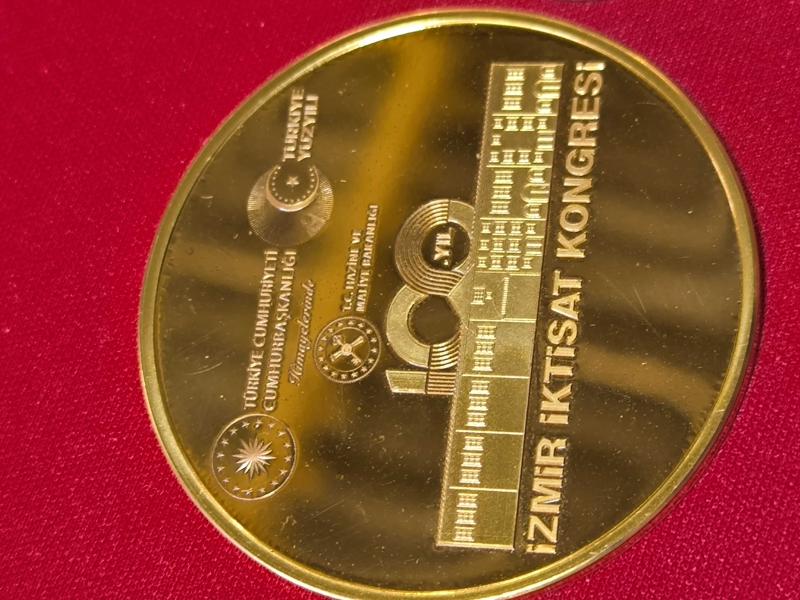 TÜRKİYE CUMHURİYETİ
CUMHURBAŞKANLIĞI
Himayelerinde
TÜRKİYE
YÜZYILI
T.C. HAZİNE VE
MALİYE BAKANLIĞI
100
.YIL
İZMİR İKTİSAT KONGRESİ